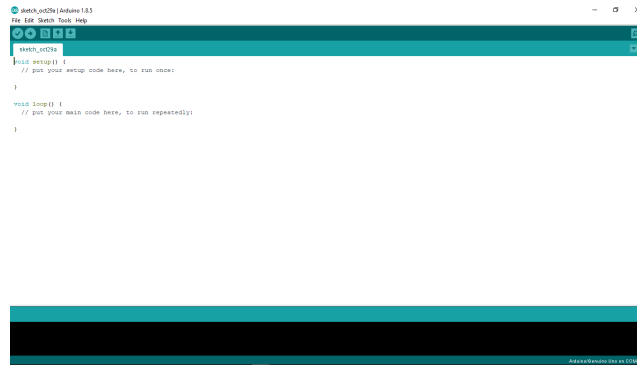 sketch_oct29a | Arduino 1.8.5
File Edit Sketch Tools Help
sketch_oct29a
void setup() {
  // put your setup code here, to run once:
}
void loop() {
  // put your main code here, to run repeatedly:
}
Arduino/Genuino Uno on COM